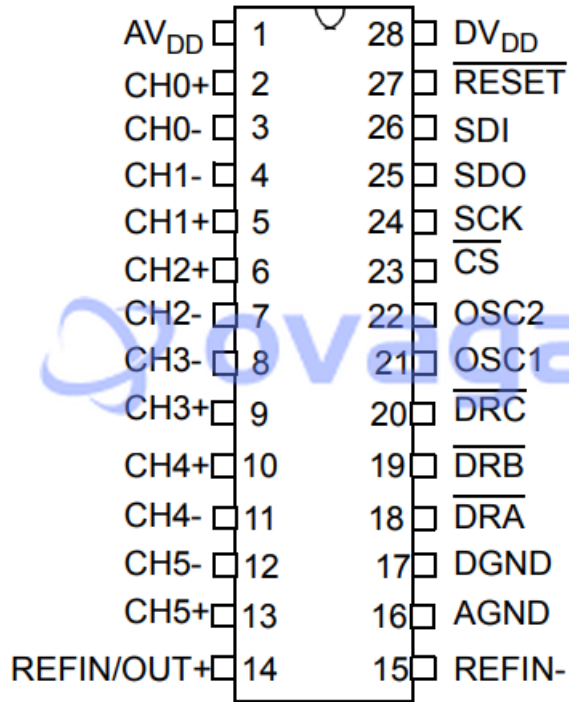 AVDD 1 28 DVDD
CH0+ 2 27 RESET
CH0- 3 26 SDI
CH1- 4 25 SDO
CH1+ 5 24 SCK
CH2+ 6 23 CS
CH2- 7 22 OSC2
CH3- 8 21 OSC1
CH3+ 9 20 DRC
CH4+ 10 19 DRB
CH4- 11 18 DRA
CH5- 12 17 DGND
CH5+ 13 16 AGND
REFIN/OUT+ 14 15 REFIN-
ovaga